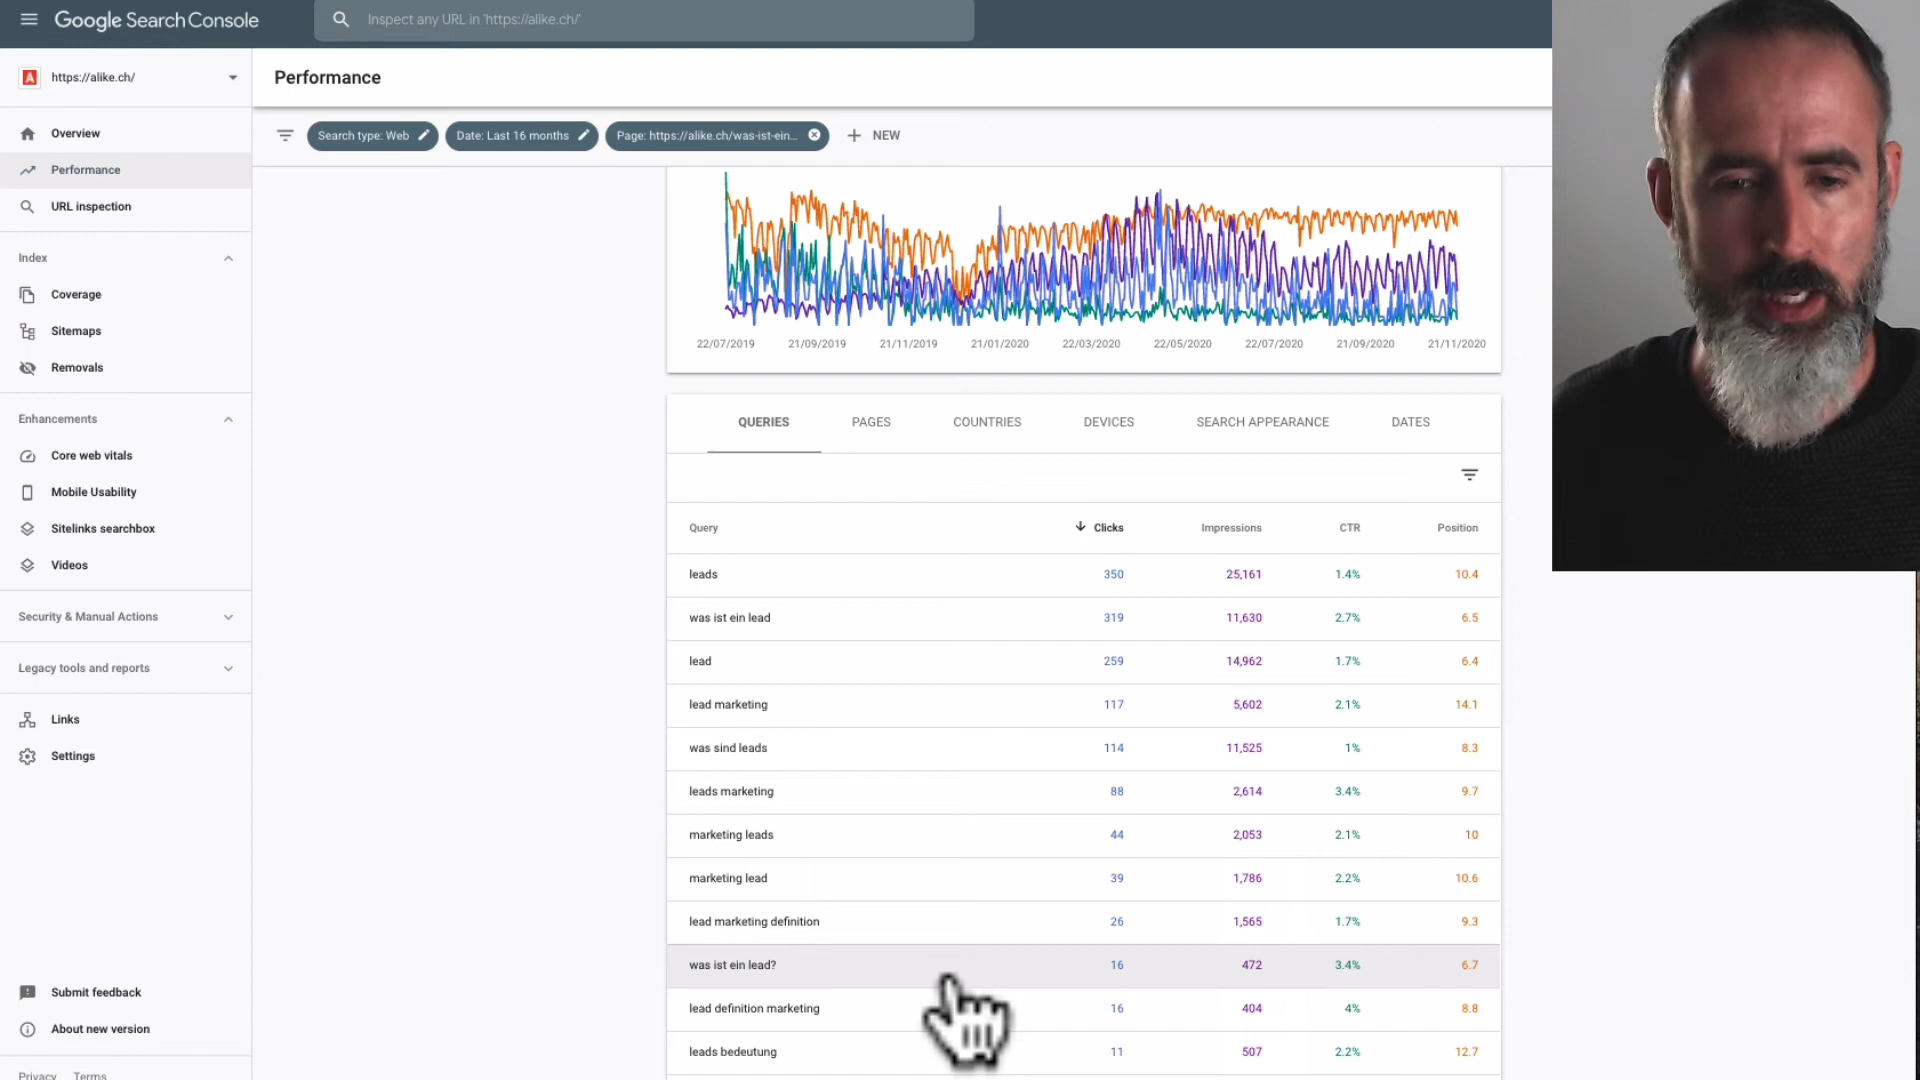 Google Search Console
Inspect any URL in 'https://alike.ch/'
A https://alike.ch/
Performance
Overview
Performance
URL inspection
Index
Coverage
Sitemaps
Removals
Enhancements
Core web vitals
Mobile Usability
Sitelinks searchbox
Videos
Security & Manual Actions
Legacy tools and reports
Links
Settings
Submit feedback
About new version
Privacy Terms
Search type: Web Date: Last 16 months Page: https://alike.ch/was-ist-ein... NEW
22/07/2019 21/09/2019 21/11/2019 21/01/2020 22/03/2020 22/05/2020 22/07/2020 21/09/2020 21/11/2020
QUERIES PAGES COUNTRIES DEVICES SEARCH APPEARANCE DATES
Query Clicks Impressions CTR Position
leads 350 25,161 1.4% 10.4
was ist ein lead 319 11,630 2.7% 6.5
lead 259 14,962 1.7% 6.4
lead marketing 117 5,602 2.1% 14.1
was sind leads 114 11,525 1% 8.3
leads marketing 88 2,614 3.4% 9.7
marketing leads 44 2,053 2.1% 10
marketing lead 39 1,786 2.2% 10.6
lead marketing definition 26 1,565 1.7% 9.3
was ist ein lead? 16 472 3.4% 6.7
lead definition marketing 16 404 4% 8.8
leads bedeutung 11 507 2.2% 12.7